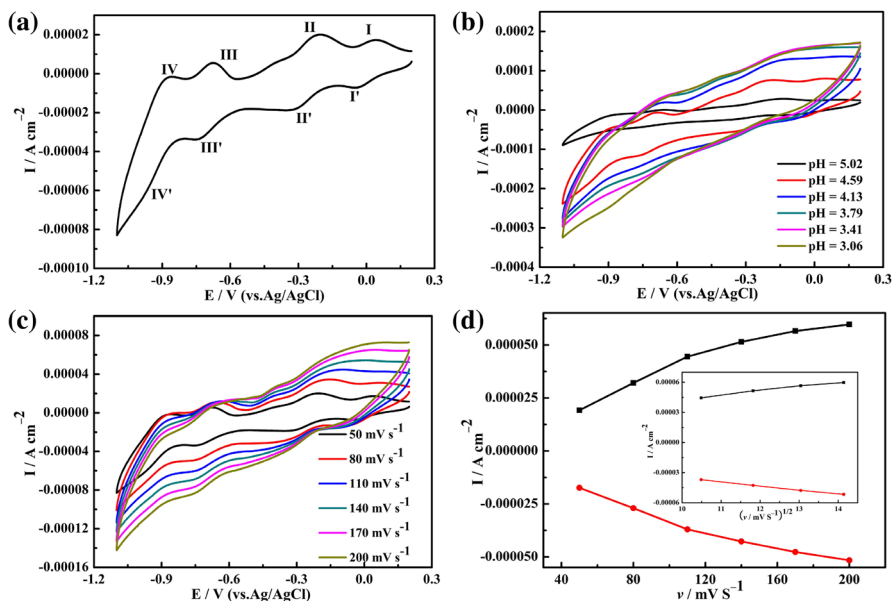 (a)
I
II
III
IV
I'
II'
III'
IV'
0.00002
0.00000
-0.00002
-0.00004
-0.00006
-0.00008
-0.00010
I / A cm⁻²
-1.2 -0.9 -0.6 -0.3 0.0 0.3
E / V (vs.Ag/AgCl)
(b)
0.0002
0.0001
0.0000
-0.0001
-0.0002
-0.0003
-0.0004
I / A cm⁻²
pH = 5.02
pH = 4.59
pH = 4.13
pH = 3.79
pH = 3.41
pH = 3.06
-1.2 -0.9 -0.6 -0.3 0.0 0.3
E / V (vs.Ag/AgCl)
(c)
0.00008
0.00004
0.00000
-0.00004
-0.00008
-0.00012
-0.00016
I / A cm⁻²
50 mV s⁻¹
80 mV s⁻¹
110 mV s⁻¹
140 mV s⁻¹
170 mV s⁻¹
200 mV s⁻¹
-1.2 -0.9 -0.6 -0.3 0.0 0.3
E / V (vs.Ag/AgCl)
(d)
0.000050
0.000025
0.000000
-0.000025
-0.000050
I / A cm⁻²
0.00006
0.00003
0.00000
-0.00003
-0.00006
I / A cm⁻²
10 11 12 13 14
(v / mV S⁻¹)¹/²
40 80 120 160 200
v / mV S⁻¹